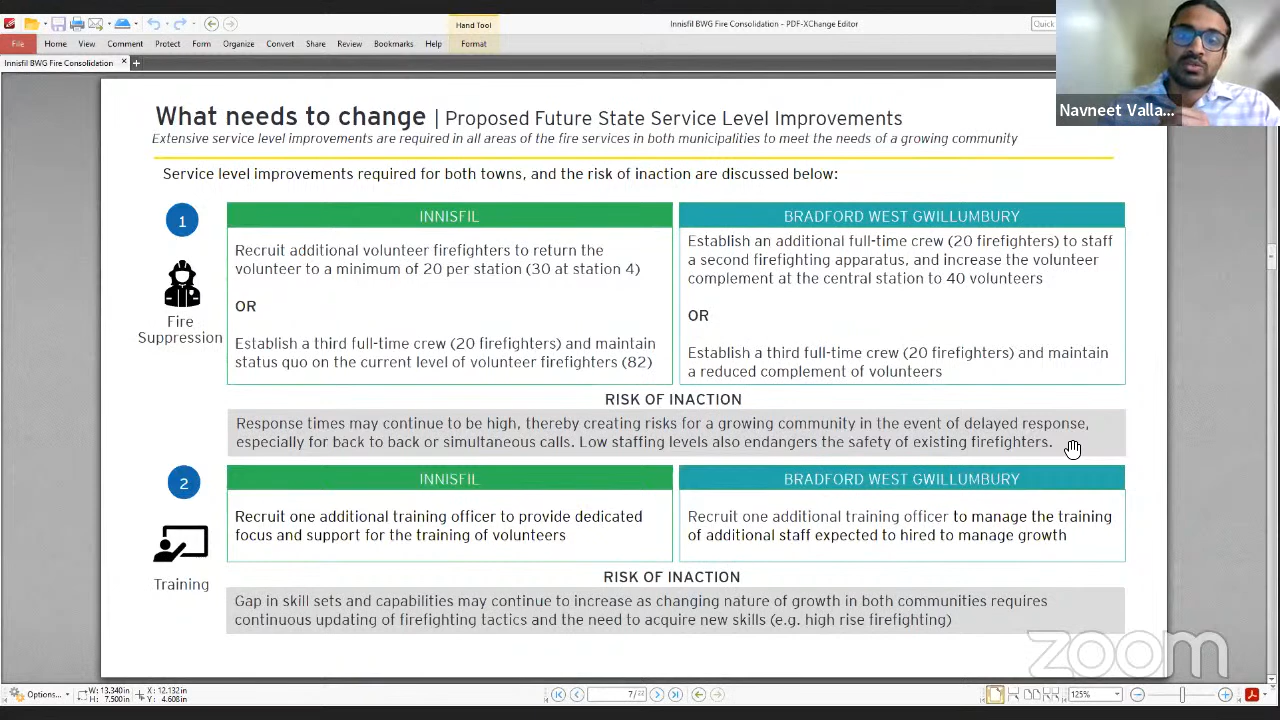 Hand Tool
Innisfil BWG Fire Consolidation - PDF-XChange Editor
Quick
File Home View Comment Protect Form Organize Convert Share Review Bookmarks Help Format
Innisfil BWG Fire Consolidation
Navneet Valla...
What needs to change | Proposed Future State Service Level Improvements
Extensive service level improvements are required in all areas of the fire services in both municipalities to meet the needs of a growing community
Service level improvements required for both towns, and the risk of inaction are discussed below:
1
Fire
Suppression
INNISFIL
Recruit additional volunteer firefighters to return the
volunteer to a minimum of 20 per station (30 at station 4)
OR
Establish a third full-time crew (20 firefighters) and maintain
status quo on the current level of volunteer firefighters (82)
BRADFORD WEST GWILLUMBURY
Establish an additional full-time crew (20 firefighters) to staff
a second firefighting apparatus, and increase the volunteer
complement at the central station to 40 volunteers
OR
Establish a third full-time crew (20 firefighters) and maintain
a reduced complement of volunteers
RISK OF INACTION
Response times may continue to be high, thereby creating risks for a growing community in the event of delayed response,
especially for back to back or simultaneous calls. Low staffing levels also endangers the safety of existing firefighters.
2
Training
INNISFIL
Recruit one additional training officer to provide dedicated
focus and support for the training of volunteers
BRADFORD WEST GWILLUMBURY
Recruit one additional training officer to manage the training
of additional staff expected to hired to manage growth
RISK OF INACTION
Gap in skill sets and capabilities may continue to increase as changing nature of growth in both communities requires
continuous updating of firefighting tactics and the need to acquire new skills (e.g. high rise firefighting)
zoom
Options...
W: 13.340in
H: 7.500in
X: 12.132in
Y: 4.608in
7/
125%